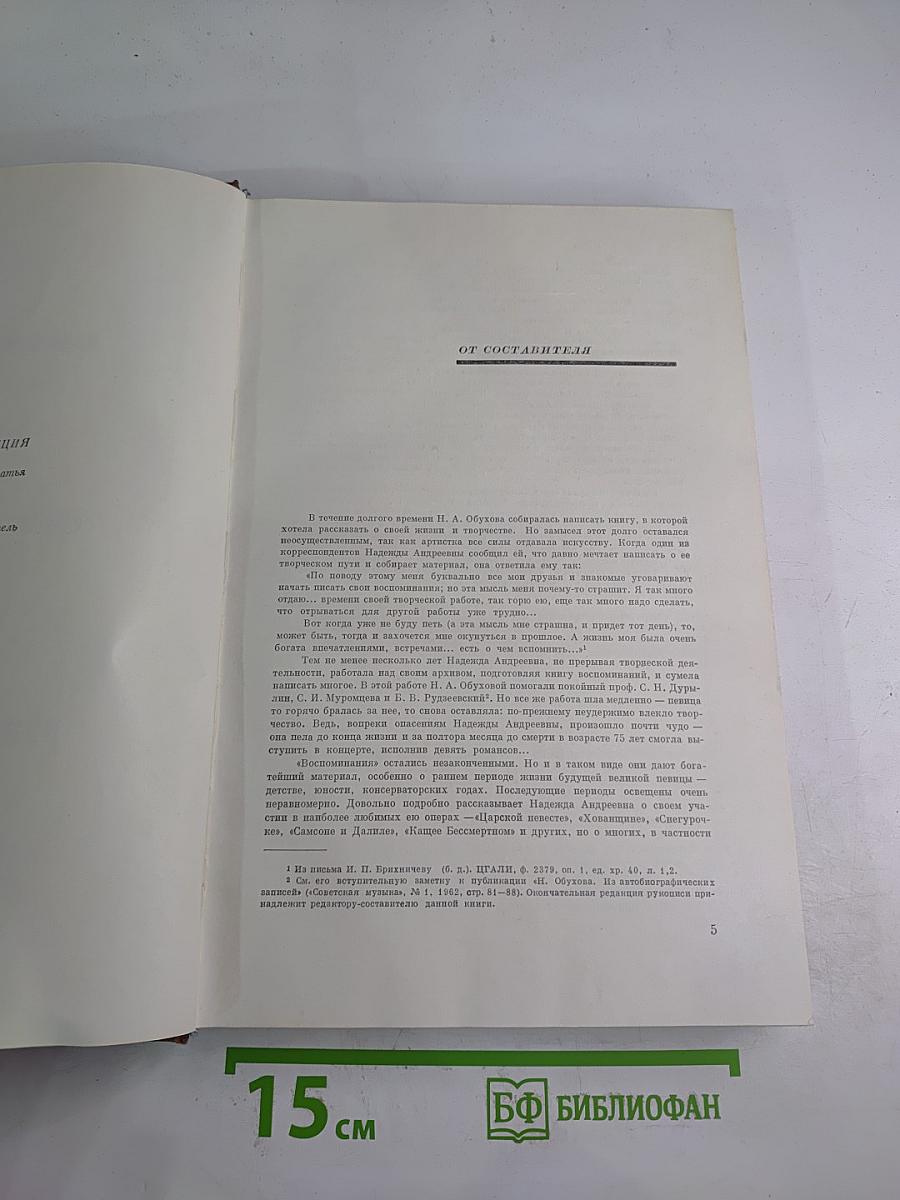 ЦИЯ
атья
ель
ОТ СОСТАВИТЕЛЯ
В течение долгого времени Н. А. Обухова собиралась написать книгу, в которой
хотела рассказать о своей жизни и творчестве. Но замысел этот долго оставался
неосуществленным, так как артистка все силы отдавала искусству. Когда один из
корреспондентов Надежды Андреевны сообщил ей, что давно мечтает написать о ее
творческом пути и собирает материал, она ответила ему так:
«По поводу этому меня буквально все мои друзья и знакомые уговаривают
начать писать свои воспоминания; но эта мысль меня почему-то страшит. Я так много
отдаю... времени своей творческой работе, так горю ею, еще так много надо сделать,
что отрываться для другой работы уже трудно...
Вот когда уже не буду петь (а эта мысль мне страшна, и придет тот день), то,
может быть, тогда и захочется мне окунуться в прошлое. А жизнь моя была очень
богата впечатлениями, встречами... есть о чем вспомнить...»¹
Тем не менее несколько лет Надежда Андреевна, не прерывая творческой дея-
тельности, работала над своим архивом, подготовляя книгу воспоминаний, и сумела
написать многое. В этой работе Н. А. Обуховой помогали покойный проф. С. Н. Дуры-
лин, С. И. Муромцева и Б. В. Рудзеевский². Но все же работа шла медленно — певица
то горячо бралась за нее, то снова оставляла: по-прежнему неудержимо влекло твор-
чество. Ведь, вопреки опасениям Надежды Андреевны, произошло почти чудо —
она пела до конца жизни и за полтора месяца до смерти в возрасте 75 лет смогла вы-
ступить в концерте, исполнив девять романсов...
«Воспоминания» остались незаконченными. Но и в таком виде они дают бога-
тейший материал, особенно о раннем периоде жизни будущей великой певицы —
детстве, юности, консерваторских годах. Последующие периоды освещены очень
неравномерно. Довольно подробно рассказывает Надежда Андреевна о своем уча-
стии в наиболее любимых ею операх —«Царской невесте», «Хованщине», «Снегуроч-
ке», «Самсоне и Далиле», «Кащее Бессмертном» и других, но о многих, в частности
¹ Из письма И. П. Брихничеву (б. д.). ЦГАЛИ, ф. 2379, оп. 1, ед. хр. 40, л. 1,2.
² См. его вступительную заметку к публикации «Н. Обухова. Из автобиографических
записей» («Советская музыка», № 1, 1962, стр. 81—88). Окончательная редакция рукописи при-
надлежит редактору-составителю данной книги.
5
15 см
БФ БИБЛИОФАН